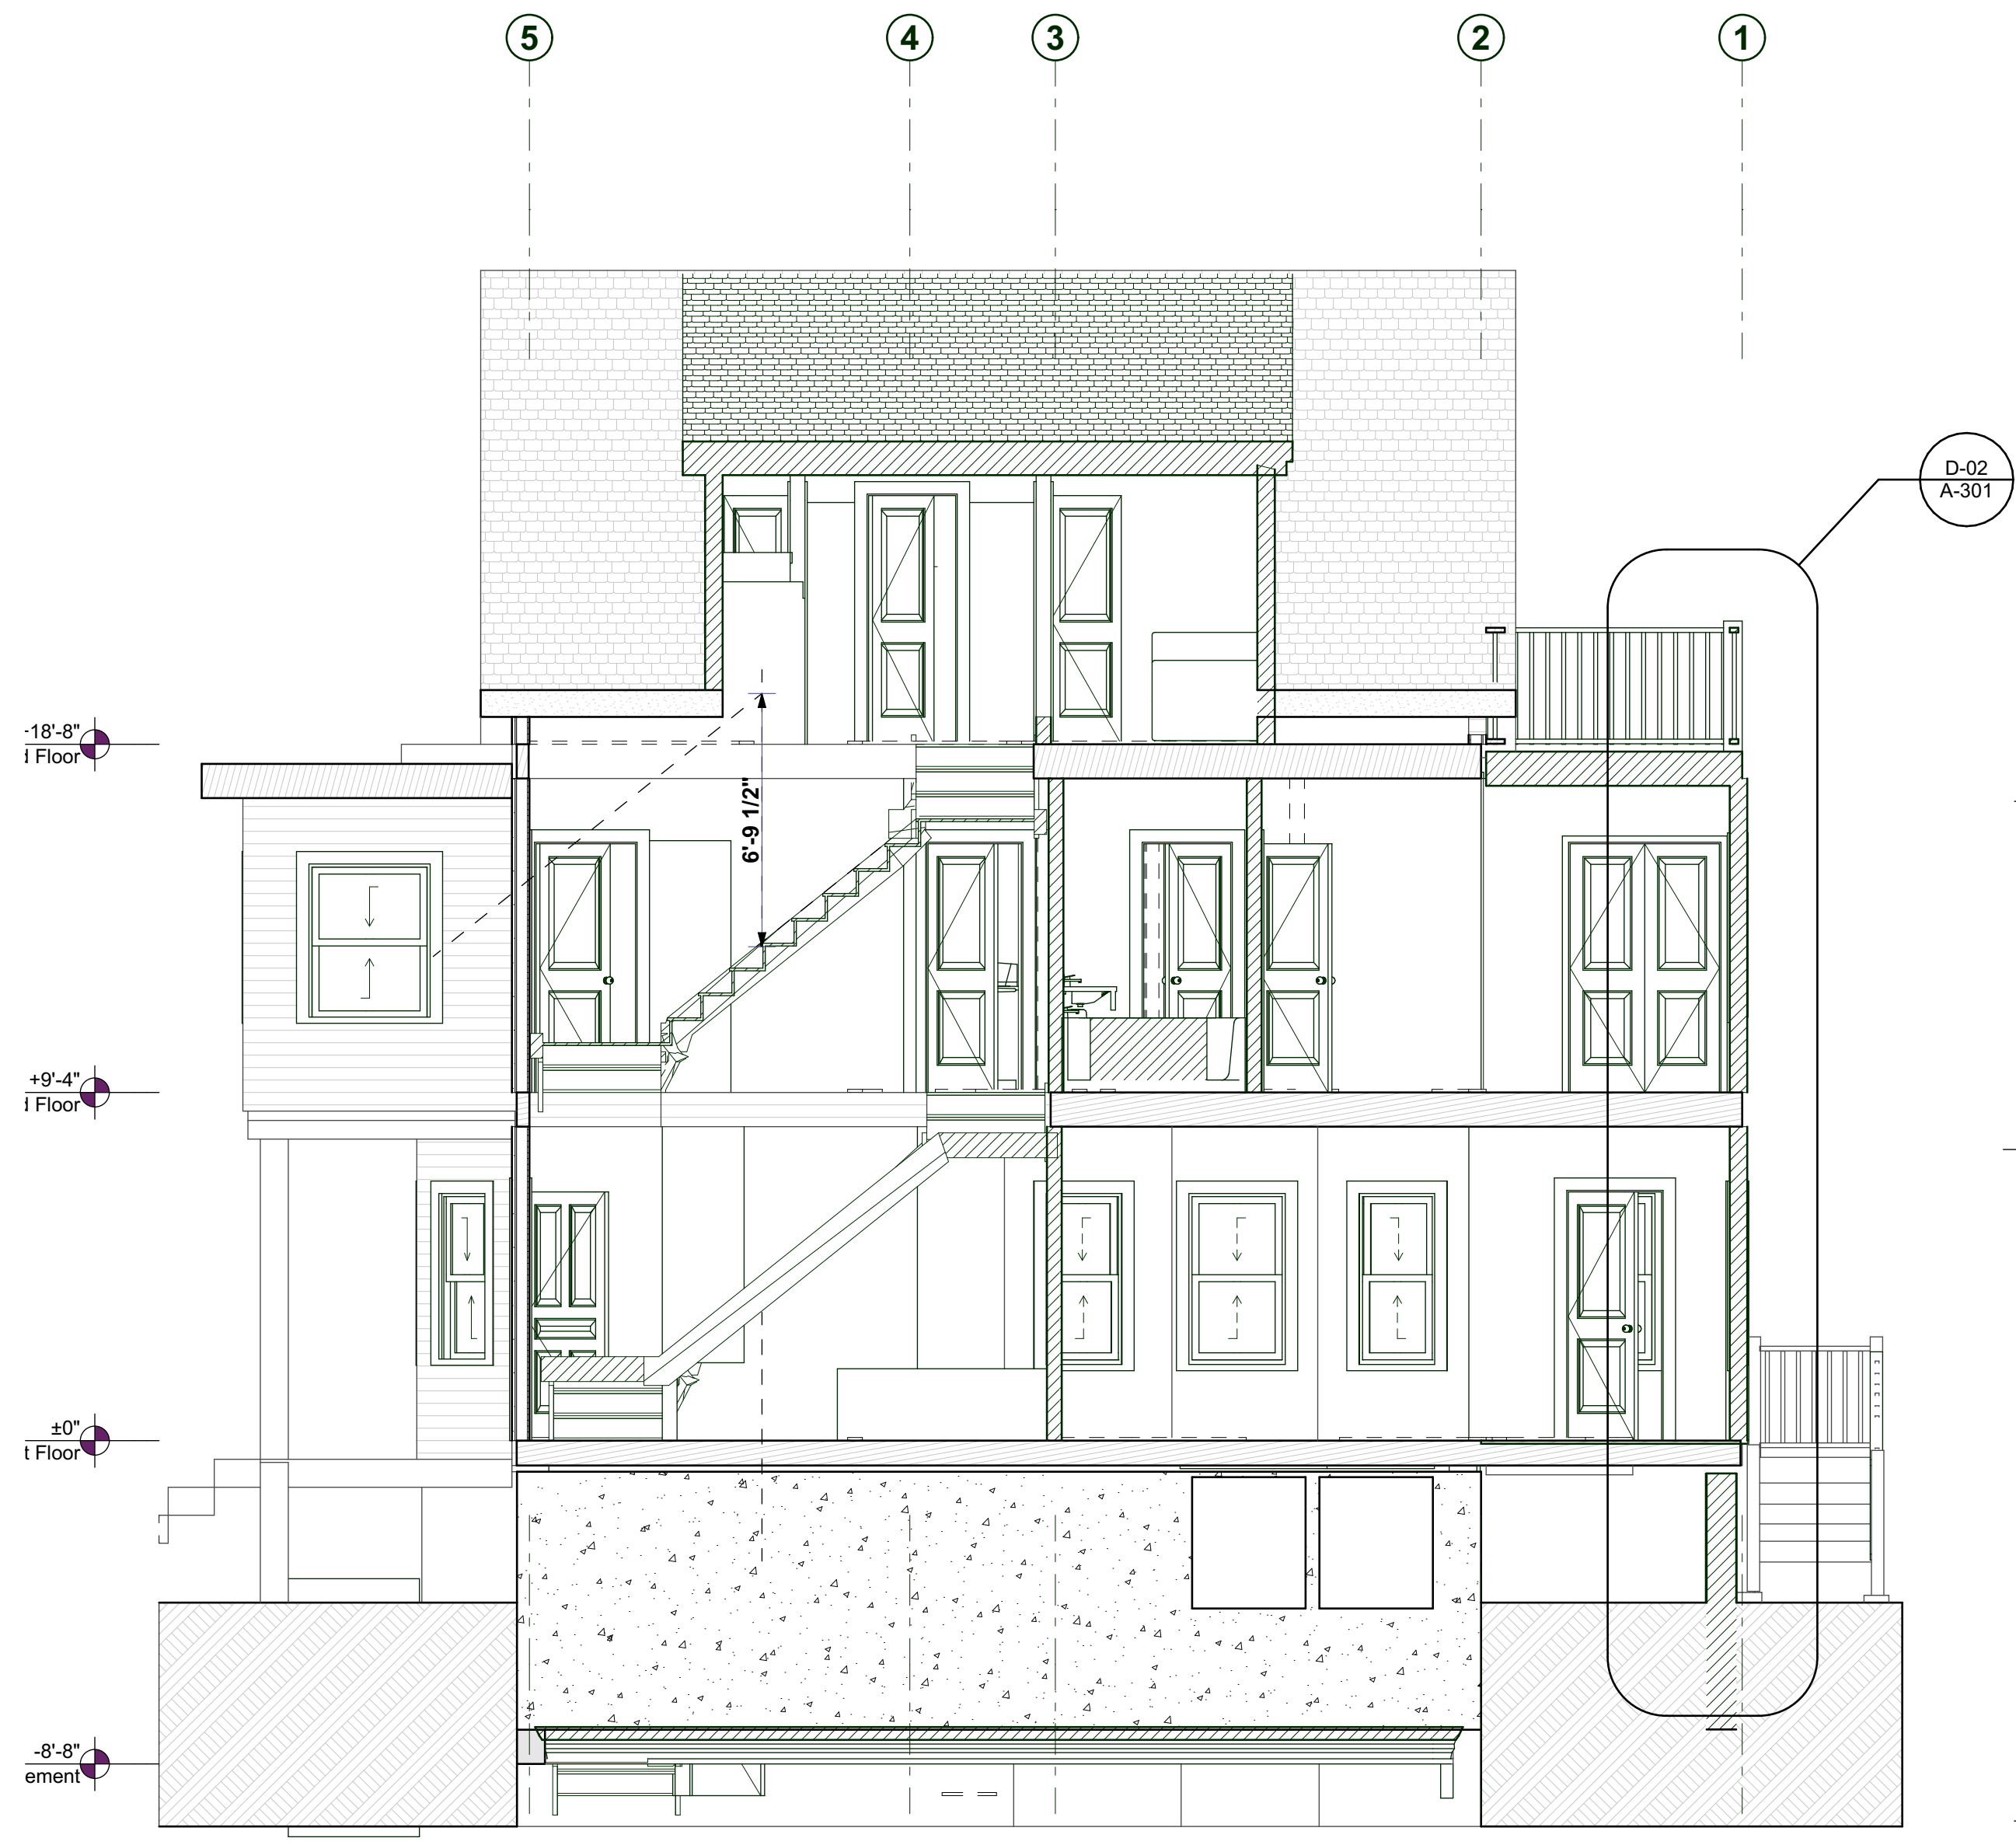 5
4
3
2
1
D-02
A-301
-18'-8"
d Floor
6'-9 1/2"
+9'-4"
d Floor
±0"
t Floor
-8'-8"
ement